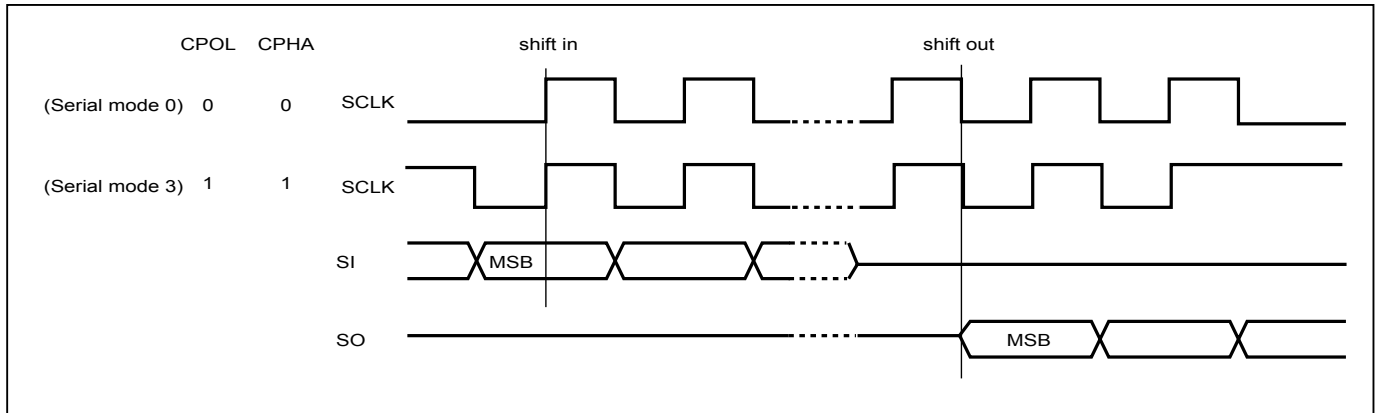 CPOL CPHA shift in shift out
(Serial mode 0) 0 0 SCLK
(Serial mode 3) 1 1 SCLK
SI MSB
SO MSB